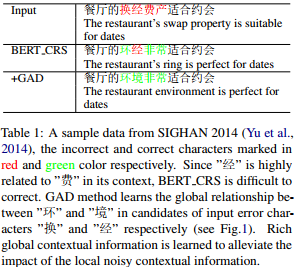 Input 餐厅的换经费产适合约会
The restaurant's swap property is suitable
for dates
BERT_CRS 餐厅的环经非常适合约会
The restaurant's ring is perfect for dates
+GAD 餐厅的环境非常适合约会
The restaurant environment is perfect for
dates
Table 1: A sample data from SIGHAN 2014 (Yu et al.,
2014), the incorrect and correct characters marked in
red and green color respectively. Since "经" is highly
related to "费" in its context, BERT_CRS is difficult to
correct. GAD method learns the global relationship be-
tween "环" and "境" in candidates of input error char-
acters "换" and "经" respectively (see Fig.1). Rich
global contextual information is learned to alleviate the
impact of the local noisy contextual information.